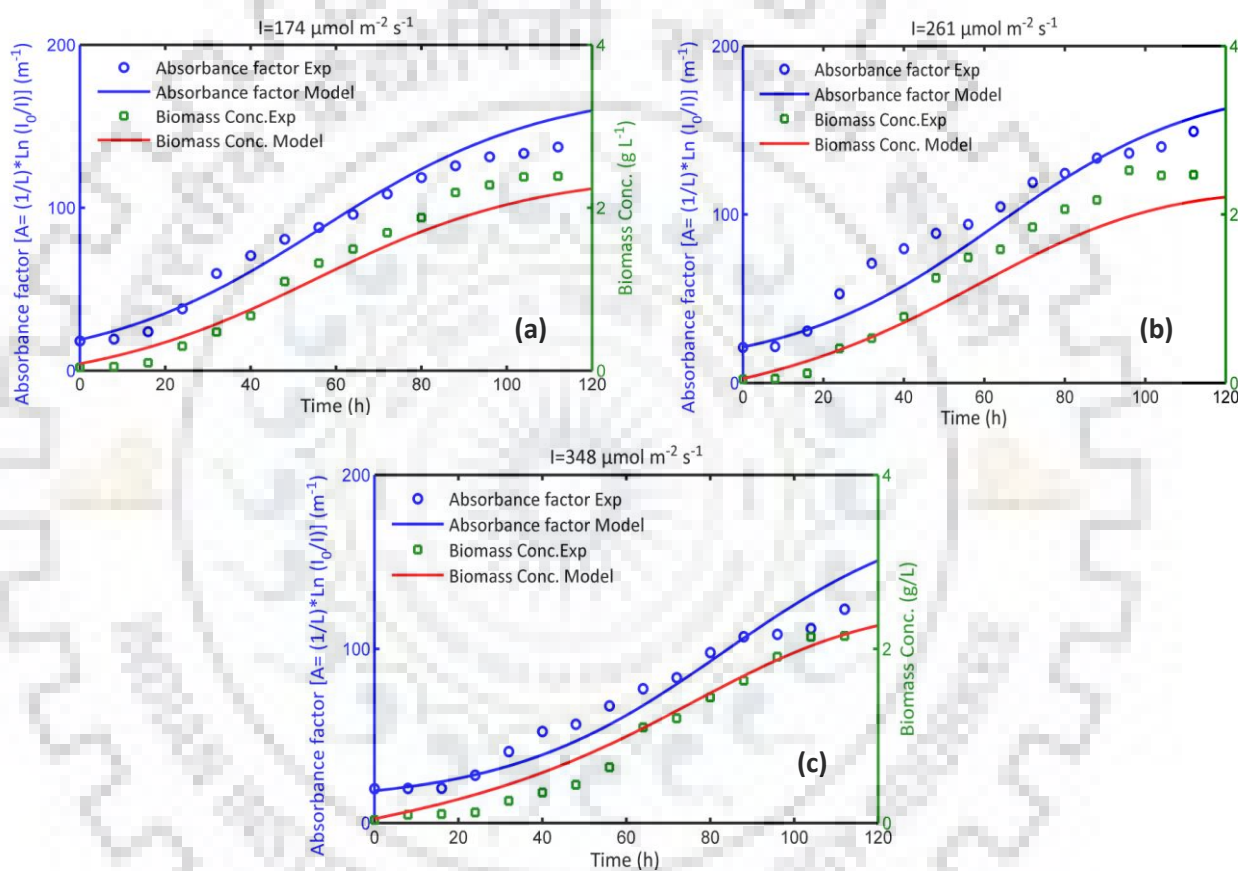 I=174 µmol m⁻² s⁻¹
Absorbance factor [A= (1/L)*Ln (I₀/I)] (m⁻¹)
200
100
0
Absorbance factor Exp
Absorbance factor Model
Biomass Conc.Exp
Biomass Conc. Model
(a)
4
2
0
Biomass Conc. (g L⁻¹)
0 20 40 60 80 100 120
Time (h)
I=261 µmol m⁻² s⁻¹
Absorbance factor [A= (1/L)*Ln (I₀/I)] (m⁻¹)
200
100
0
Absorbance factor Exp
Absorbance factor Model
Biomass Conc.Exp
Biomass Conc. Model
(b)
4
2
0
0 20 40 60 80 100 120
Time (h)
I=348 µmol m⁻² s⁻¹
Absorbance factor [A= (1/L)*Ln (I₀/I)] (m⁻¹)
200
100
0
Absorbance factor Exp
Absorbance factor Model
Biomass Conc.Exp
Biomass Conc. Model
(c)
4
2
0
Biomass Conc. (g/L)
0 20 40 60 80 100 120
Time (h)